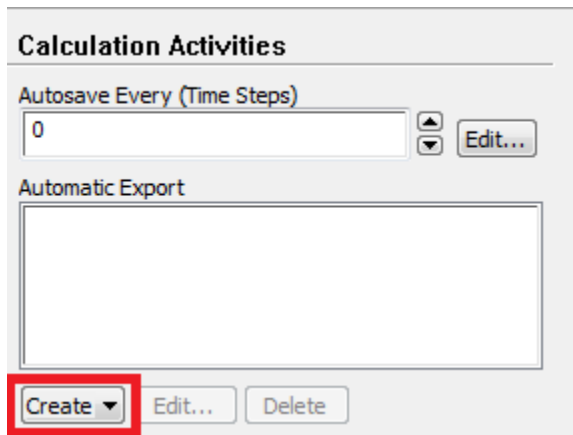 Calculation Activities
Autosave Every (Time Steps)
0
Edit...
Automatic Export
Create Edit... Delete